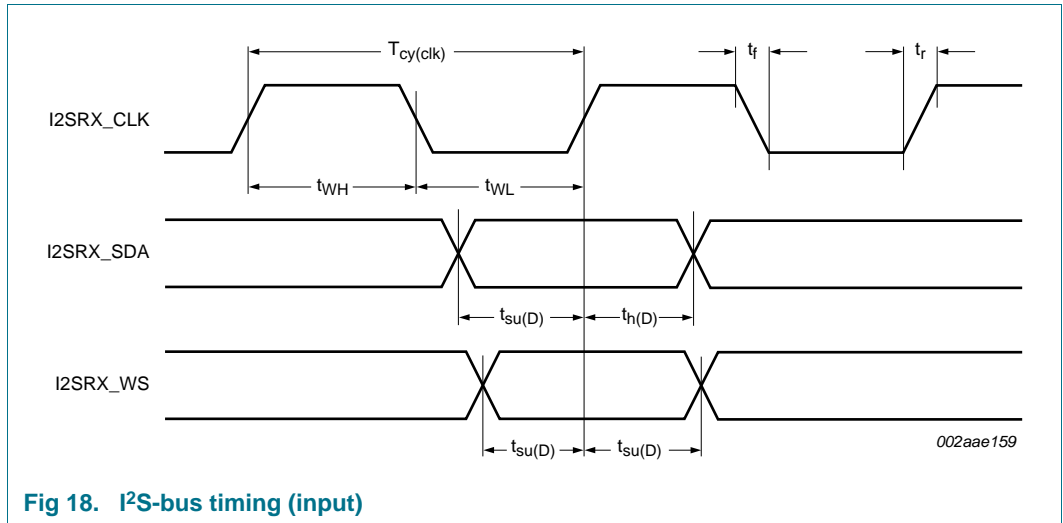 T_cy(clk) t_f t_r
I2SRX_CLK
t_WH t_WL
I2SRX_SDA
t_su(D) t_h(D)
I2SRX_WS
t_su(D) t_su(D)
002aae159
Fig 18. I²S-bus timing (input)